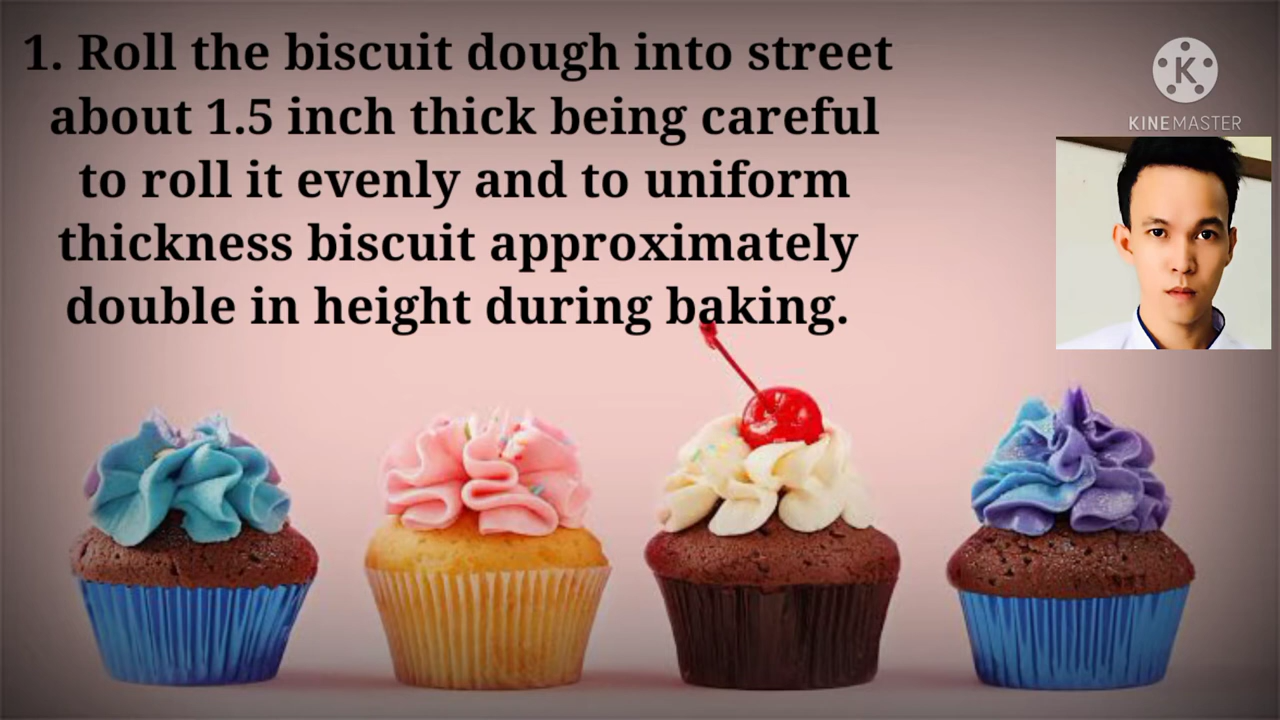 1. Roll the biscuit dough into street
about 1.5 inch thick being careful
to roll it evenly and to uniform
thickness biscuit approximately
double in height during baking.
K
KINEMASTER